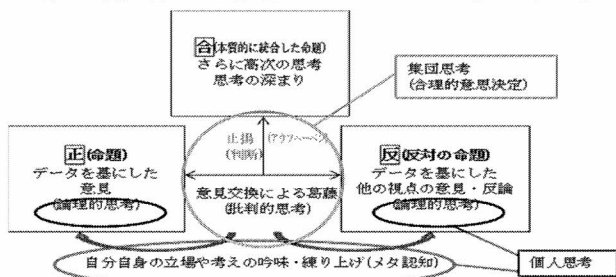 合(本質的に統合した命題)
さらに高次の思考
思考の深まり
集団思考
(合理的意思決定)
止揚 (アウフヘーベン)
(判断)
正(命題)
データを基にした
意見
(論理的思考)
意見交換による葛藤
(批判的思考)
反(反対の命題)
データを基にした
他の視点の意見・反論
(論理的思考)
自分自身の立場や考えの吟味・練り上げ(メタ認知)
個人思考